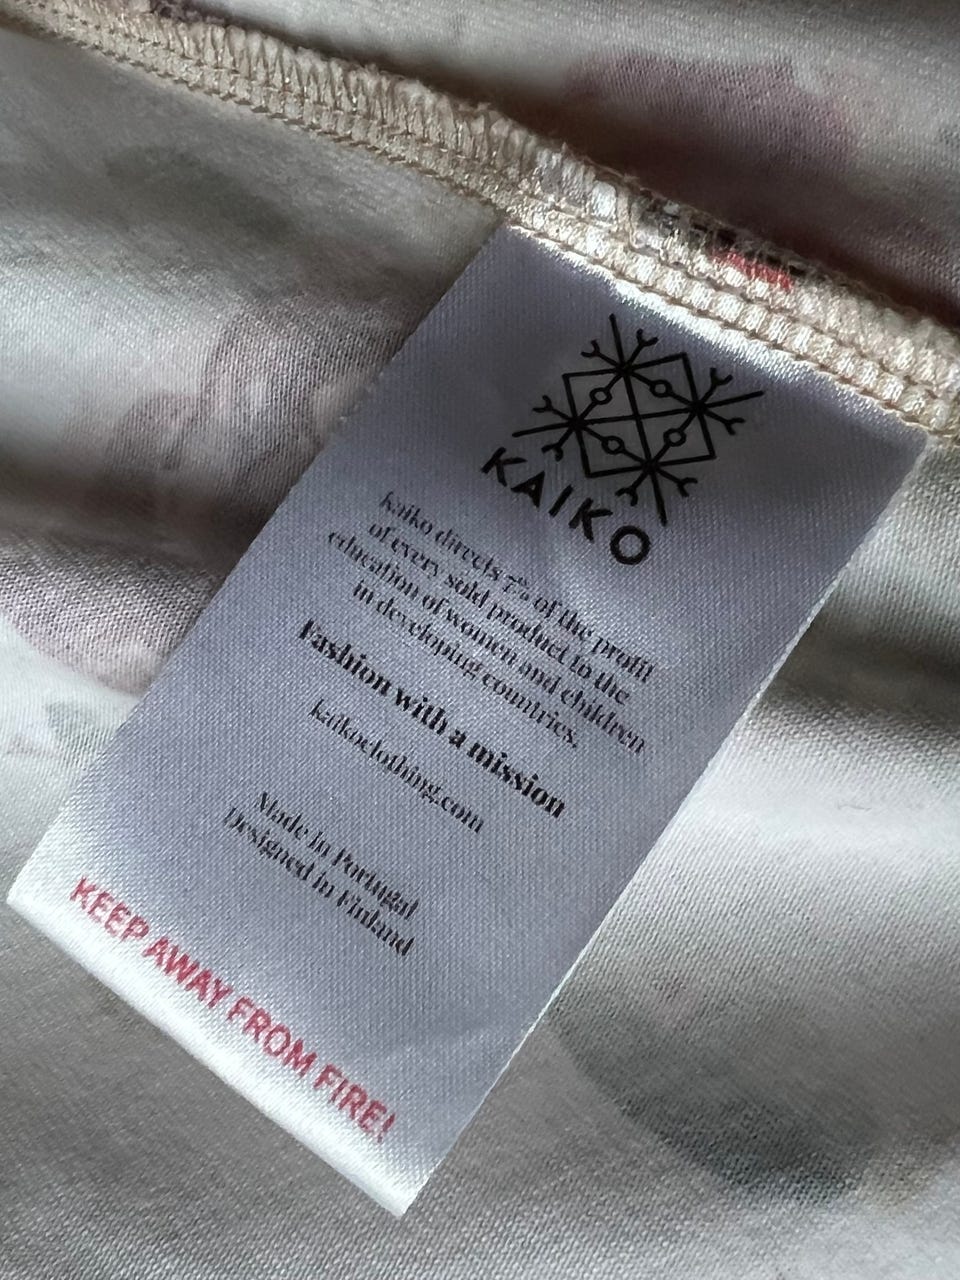 KAIKO
kaiko directs 7% of the profit
of every sold product to the
education of women and children
in developing countries.
Fashion with a mission
kaikoclothing.com
Made in Portugal
Designed in Finland
KEEP AWAY FROM FIRE!